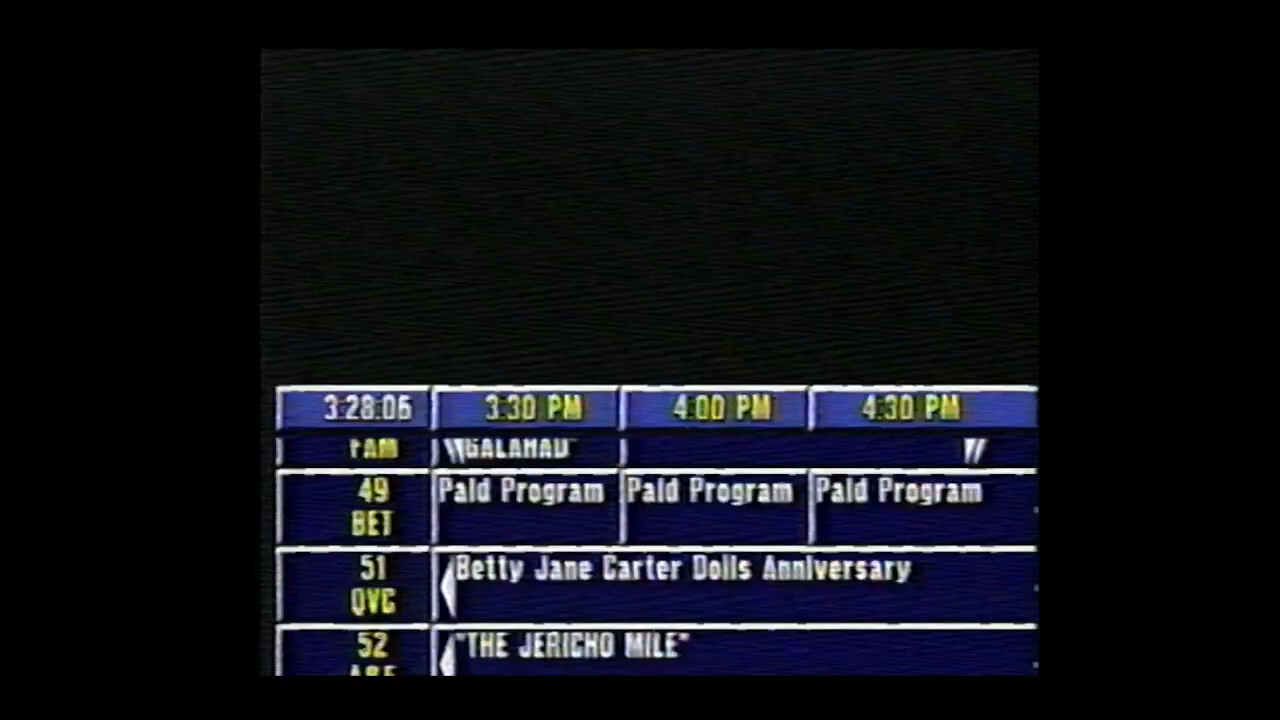 3:28:06 3:30 PM 4:00 PM 4:30 PM
FAM GALAHAD"
49 Paid Program Paid Program Paid Program
BET
51 Betty Jane Carter Dolls Anniversary
QVC
52 "THE JERICHO MILE"
A&E